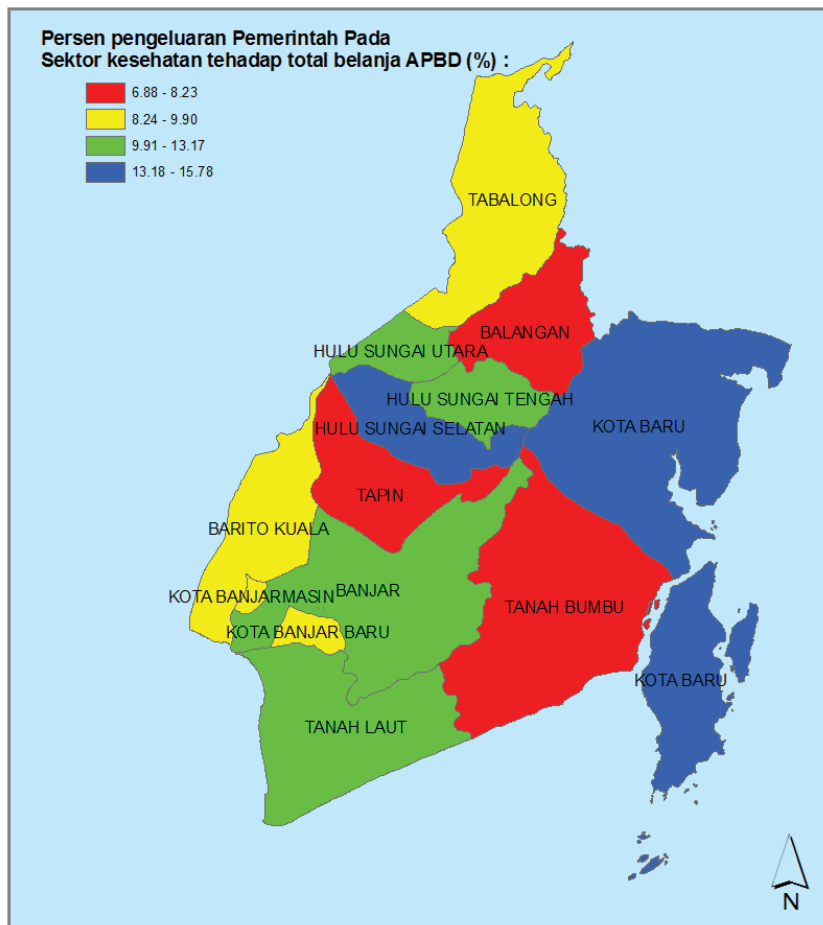 Persen pengeluaran Pemerintah Pada
Sektor kesehatan tehadap total belanja APBD (%) :
6.88 - 8.23
8.24 - 9.90
9.91 - 13.17
13.18 - 15.78
TABALONG
BALANGAN
HULU SUNGAI UTARA
HULU SUNGAI TENGAH
HULU SUNGAI SELATAN
KOTA BARU
TAPIN
BARITO KUALA
KOTA BANJARMASIN
BANJAR
TANAH BUMBU
KOTA BANJAR BARU
KOTA BARU
TANAH LAUT
N